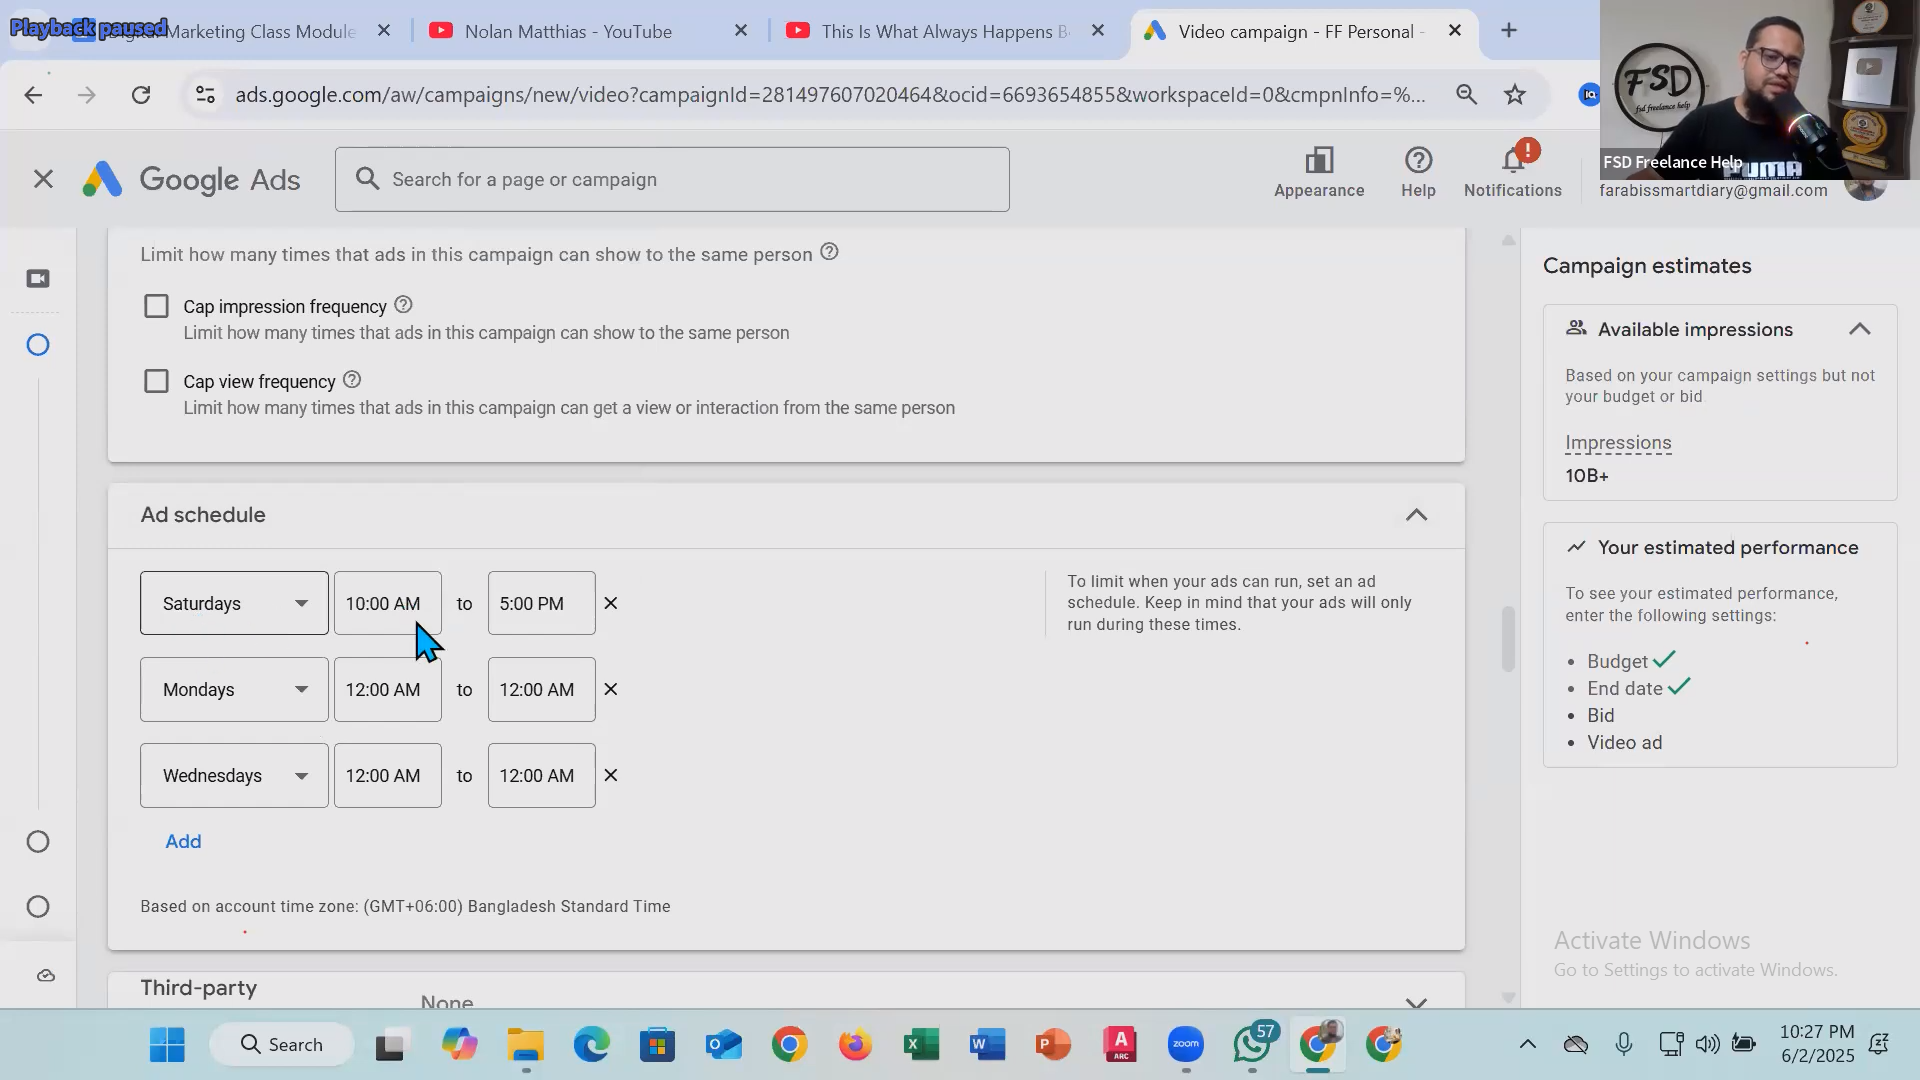 Playback paused
Digital Marketing Class Module
Nolan Matthias - YouTube
This Is What Always Happens B
Video campaign - FF Personal -
ads.google.com/aw/campaigns/new/video?campaignId=281497607020464&ocid=6693654855&workspaceId=0&cmpnInfo=%...
FSD
fsd freelance help
FSD Freelance Help
PUMA
Google Ads
Search for a page or campaign
Appearance
Help
Notifications
farabissmartdiary@gmail.com
Limit how many times that ads in this campaign can show to the same person
Cap impression frequency
Limit how many times that ads in this campaign can show to the same person
Cap view frequency
Limit how many times that ads in this campaign can get a view or interaction from the same person
Ad schedule
Saturdays 10:00 AM to 5:00 PM
Mondays 12:00 AM to 12:00 AM
Wednesdays 12:00 AM to 12:00 AM
Add
To limit when your ads can run, set an ad
schedule. Keep in mind that your ads will only
run during these times.
Based on account time zone: (GMT+06:00) Bangladesh Standard Time
Third-party
None
Campaign estimates
Available impressions
Based on your campaign settings but not
your budget or bid
Impressions
10B+
Your estimated performance
To see your estimated performance,
enter the following settings:
Budget
End date
Bid
Video ad
Activate Windows
Go to Settings to activate Windows.
Search
ARC
zoom
57
10:27 PM
6/2/2025